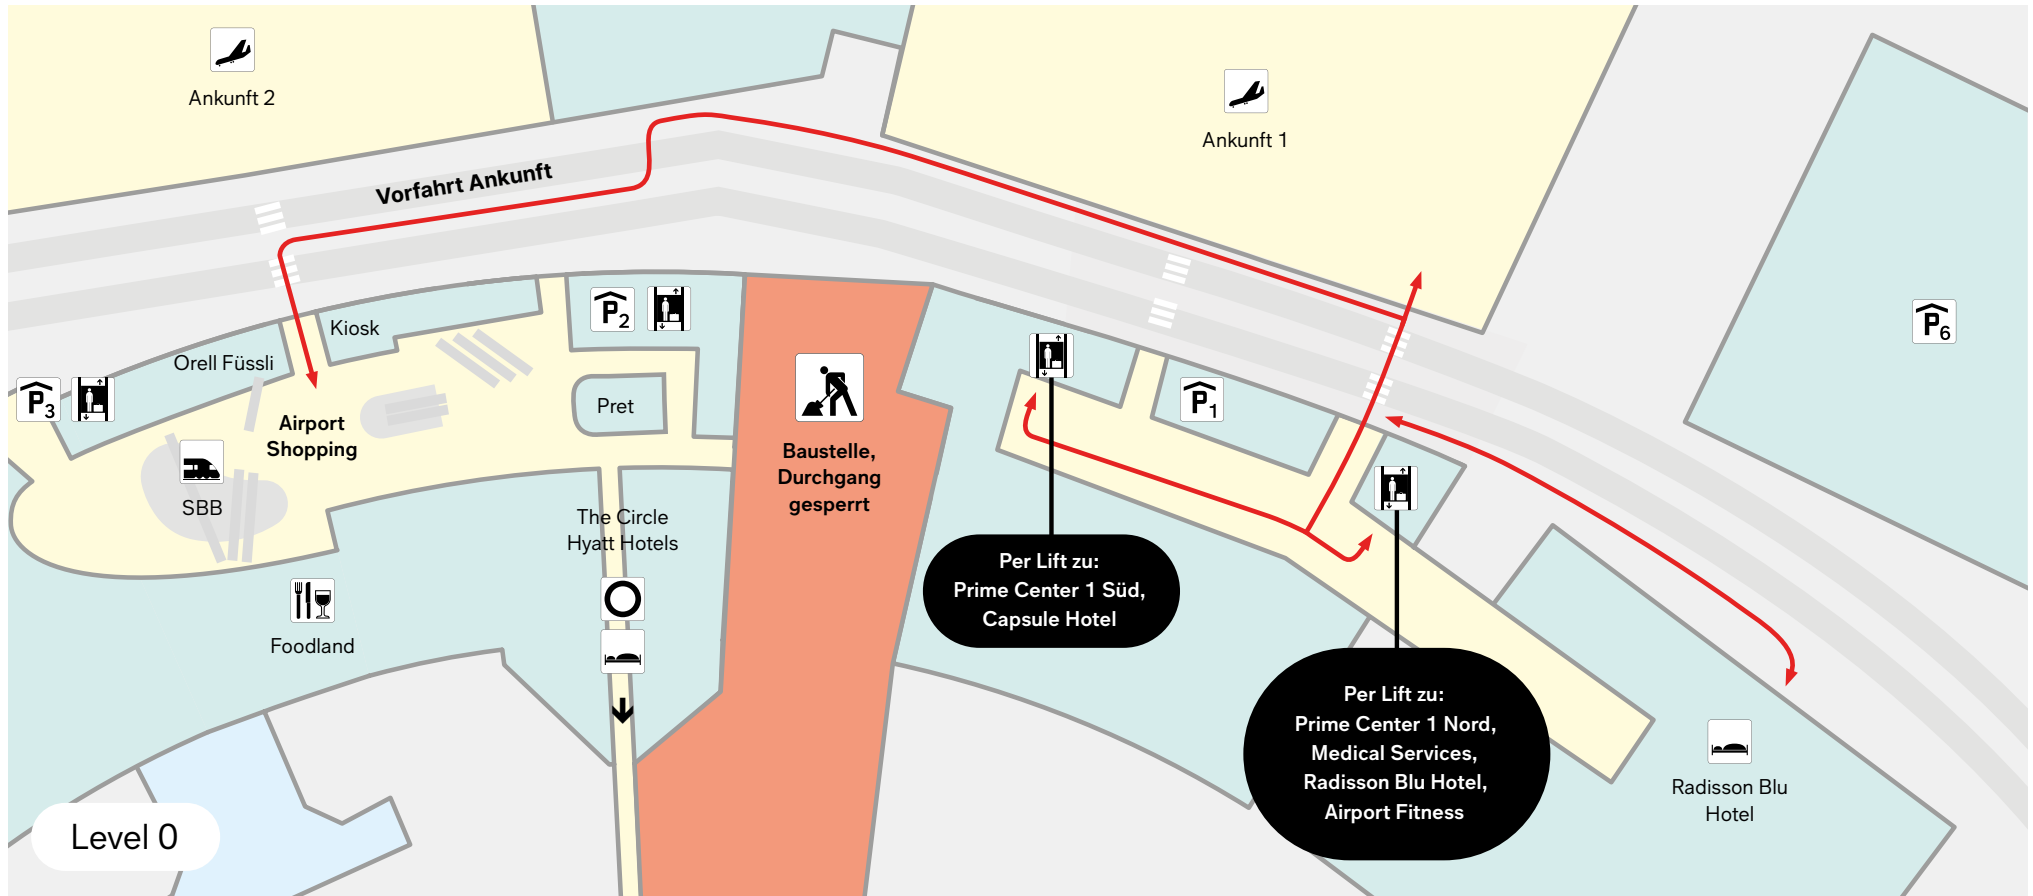 Ankunft 2
Ankunft 1
Vorfahrt Ankunft
P2
Kiosk
Orell Füssli
P6
P3
Pret
P1
Airport
Shopping
SBB
Baustelle,
Durchgang
gesperrt
The Circle
Hyatt Hotels
Per Lift zu:
Prime Center 1 Süd,
Capsule Hotel
Foodland
Per Lift zu:
Prime Center 1 Nord,
Medical Services,
Radisson Blu Hotel,
Airport Fitness
Radisson Blu
Hotel
Level 0